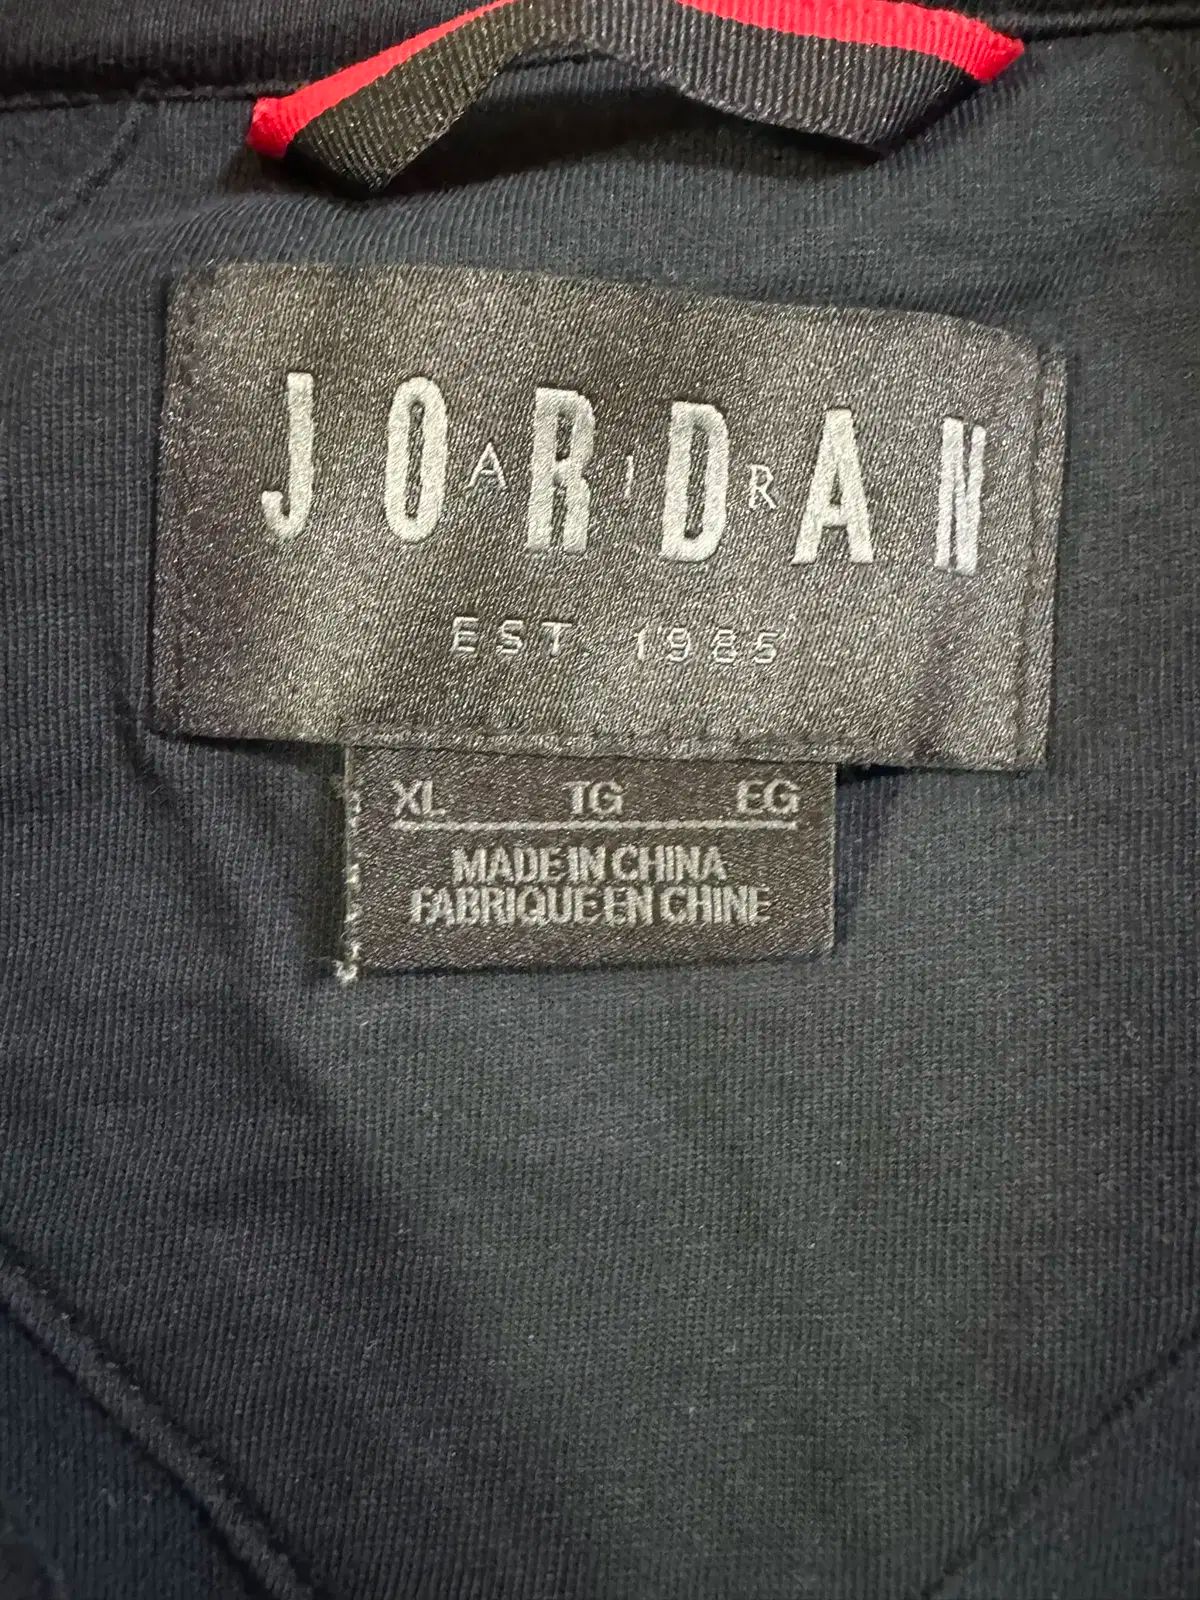 JORDAN
AIR
EST. 1985
XL TG EG
MADE IN CHINA
FABRIQUE EN CHINE